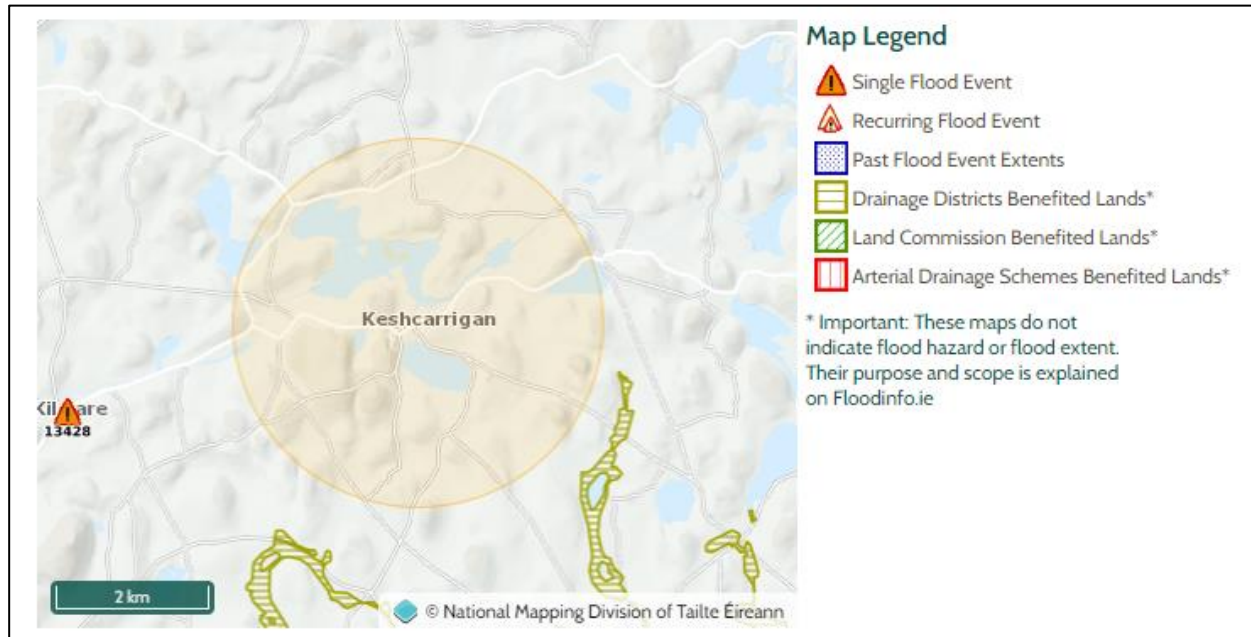 Map Legend
Single Flood Event
Recurring Flood Event
Past Flood Event Extents
Drainage Districts Benefited Lands*
Land Commission Benefited Lands*
Arterial Drainage Schemes Benefited Lands*
* Important: These maps do not
indicate flood hazard or flood extent.
Their purpose and scope is explained
on Floodinfo.ie
Keshcarrigan
13428
2 km
© National Mapping Division of Tailte Éireann